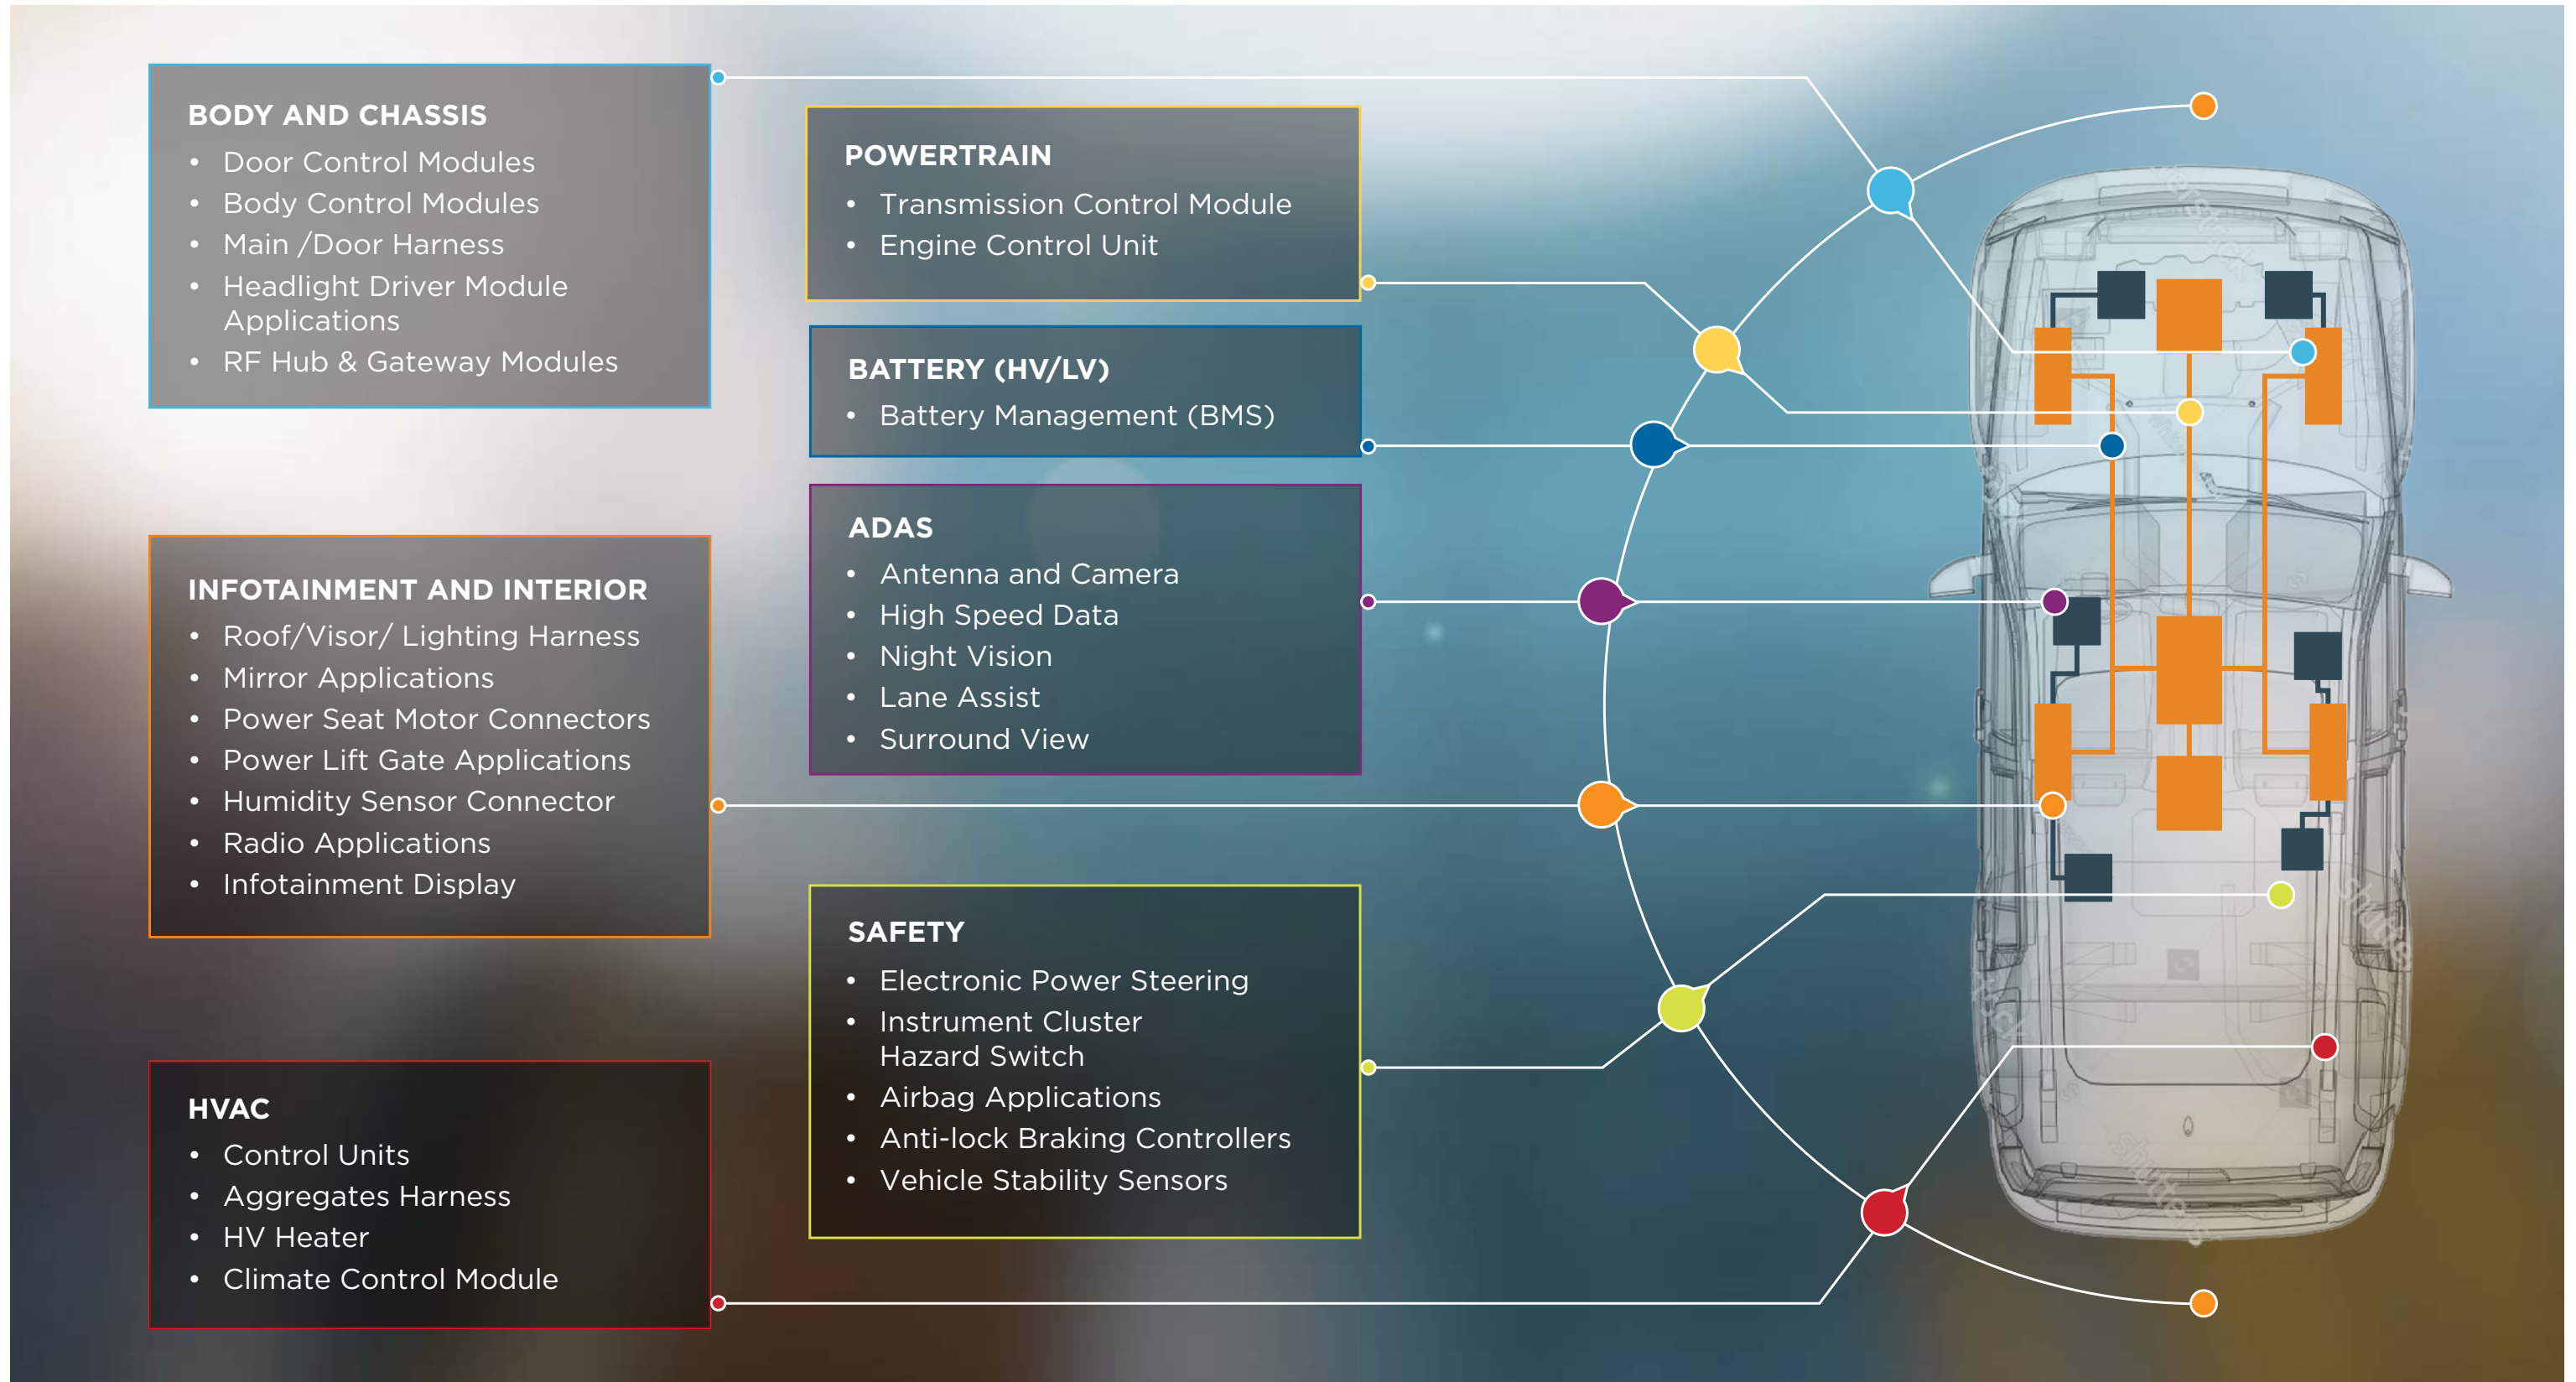 BODY AND CHASSIS
• Door Control Modules
• Body Control Modules
• Main /Door Harness
• Headlight Driver Module
Applications
• RF Hub & Gateway Modules
POWERTRAIN
• Transmission Control Module
• Engine Control Unit
BATTERY (HV/LV)
• Battery Management (BMS)
ADAS
• Antenna and Camera
• High Speed Data
• Night Vision
• Lane Assist
• Surround View
INFOTAINMENT AND INTERIOR
• Roof/Visor/ Lighting Harness
• Mirror Applications
• Power Seat Motor Connectors
• Power Lift Gate Applications
• Humidity Sensor Connector
• Radio Applications
• Infotainment Display
SAFETY
• Electronic Power Steering
• Instrument Cluster
Hazard Switch
• Airbag Applications
• Anti-lock Braking Controllers
• Vehicle Stability Sensors
HVAC
• Control Units
• Aggregates Harness
• HV Heater
• Climate Control Module